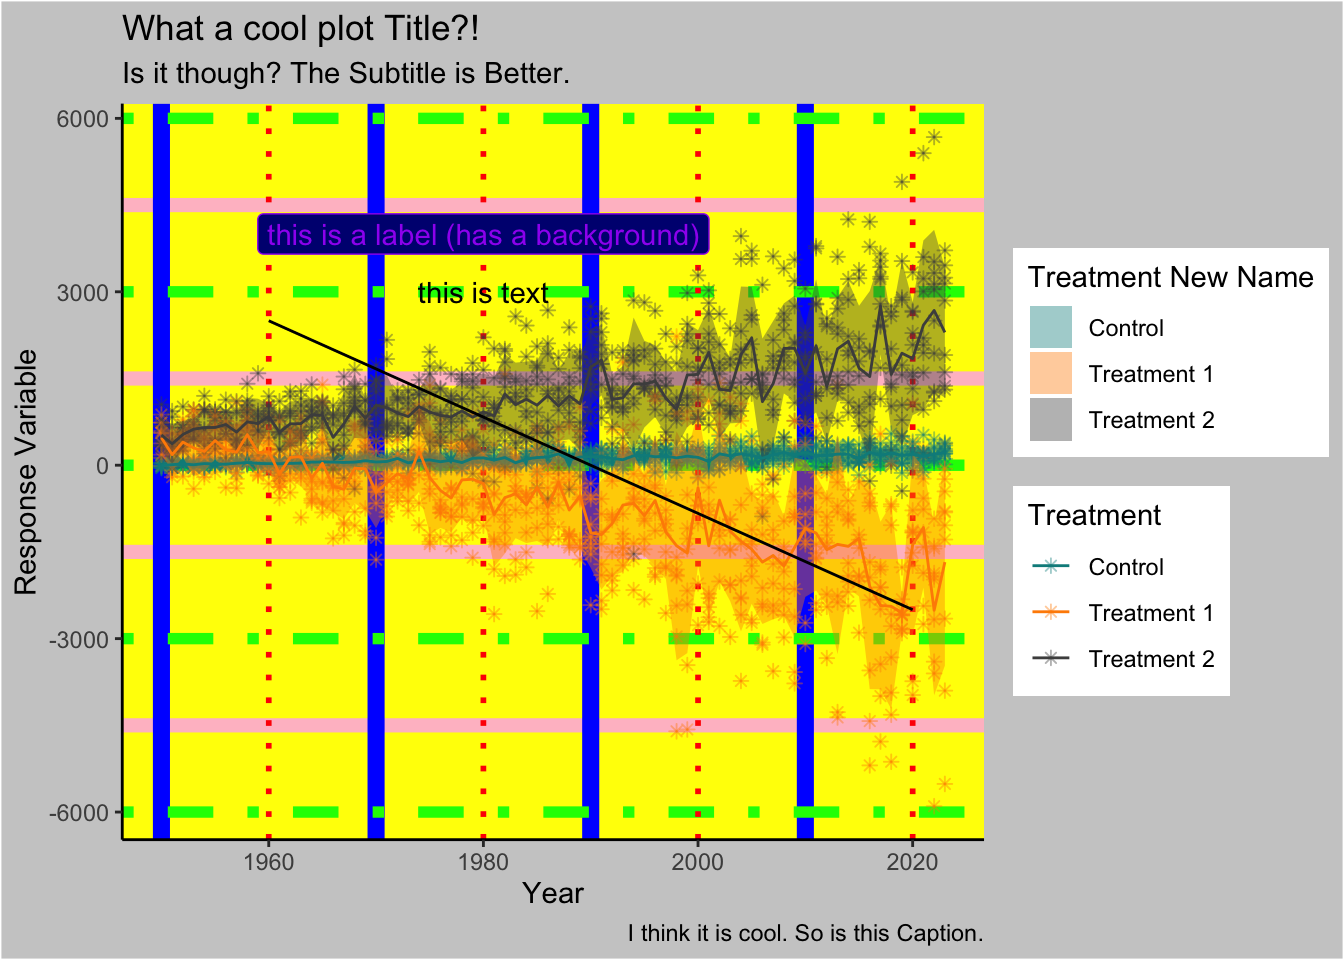 What a cool plot Title?!
Is it though? The Subtitle is Better.
Response Variable
6000
3000
0
-3000
-6000
this is a label (has a background)
this is text
1960 1980 2000 2020
Year
Treatment New Name
Control
Treatment 1
Treatment 2
Treatment
Control
Treatment 1
Treatment 2
I think it is cool. So is this Caption.